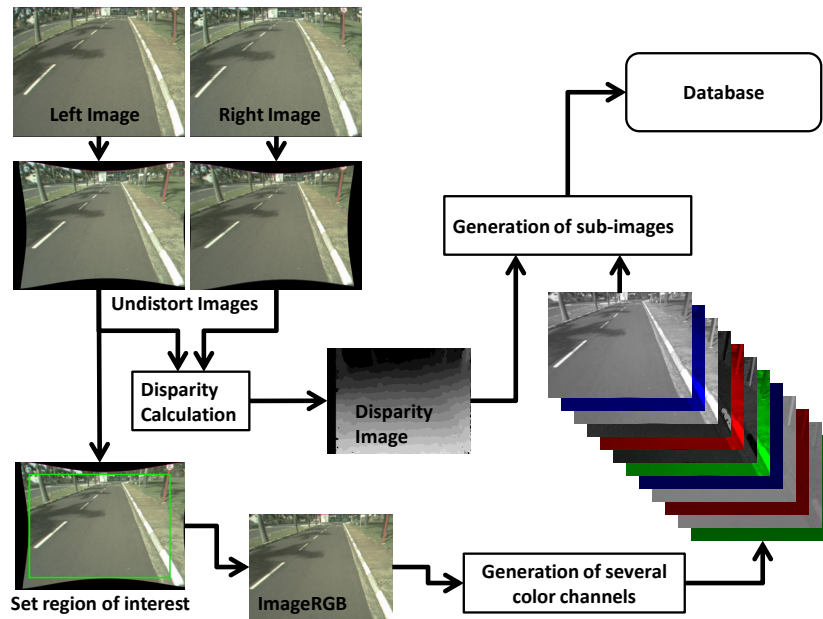 Left Image
Right Image
Database
Generation of sub-images
Undistort Images
Disparity
Calculation
Disparity
Image
Set region of interest
ImageRGB
Generation of several
color channels